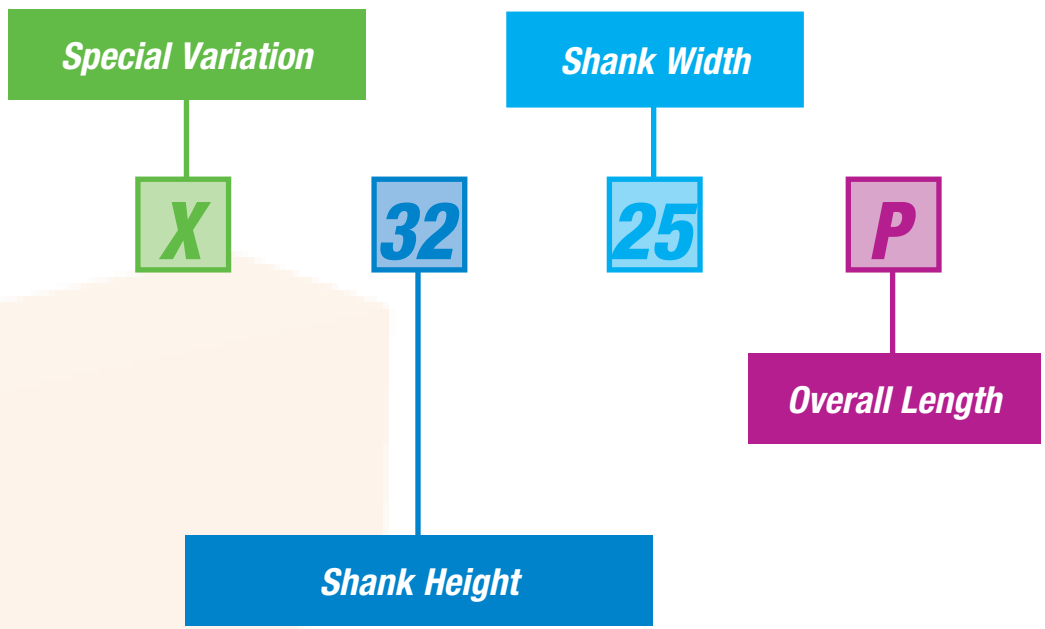 Special Variation
Shank Width
X 32 25 P
Overall Length
Shank Height